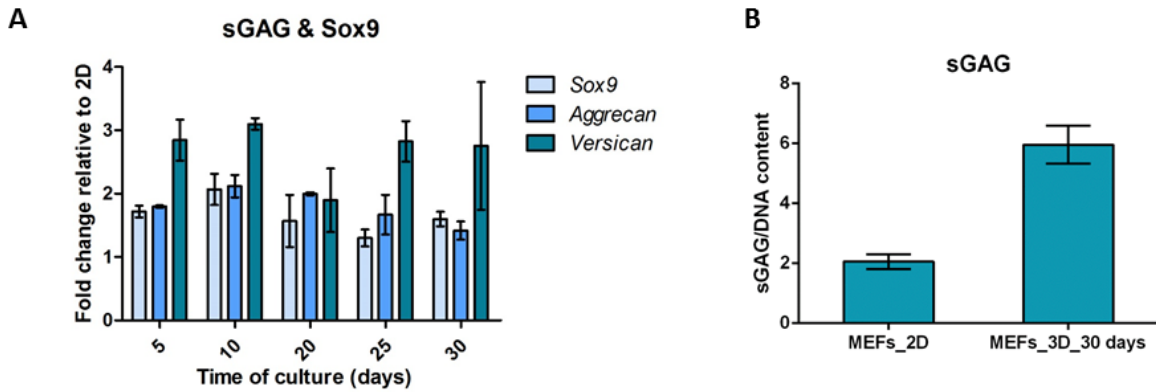 A
sGAG & Sox9
Fold change relative to 2D
4
3
2
1
0
5
10
20
25
30
Time of culture (days)
Sox9
Aggrecan
Versican
B
sGAG
sGAG/DNA content
8
6
4
2
0
MEFs_2D
MEFs_3D_30 days